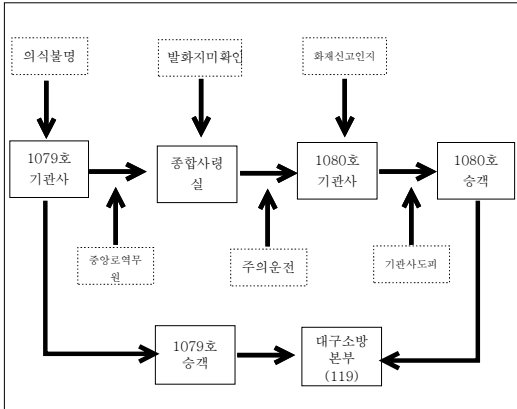 의식불명
발화지미확인
화재신고인지
1079호
기관사
종합사령
실
1080호
기관사
1080호
승객
중앙로역무
원
주의운전
기관사도피
1079호
승객
대구소방
본부
(119)